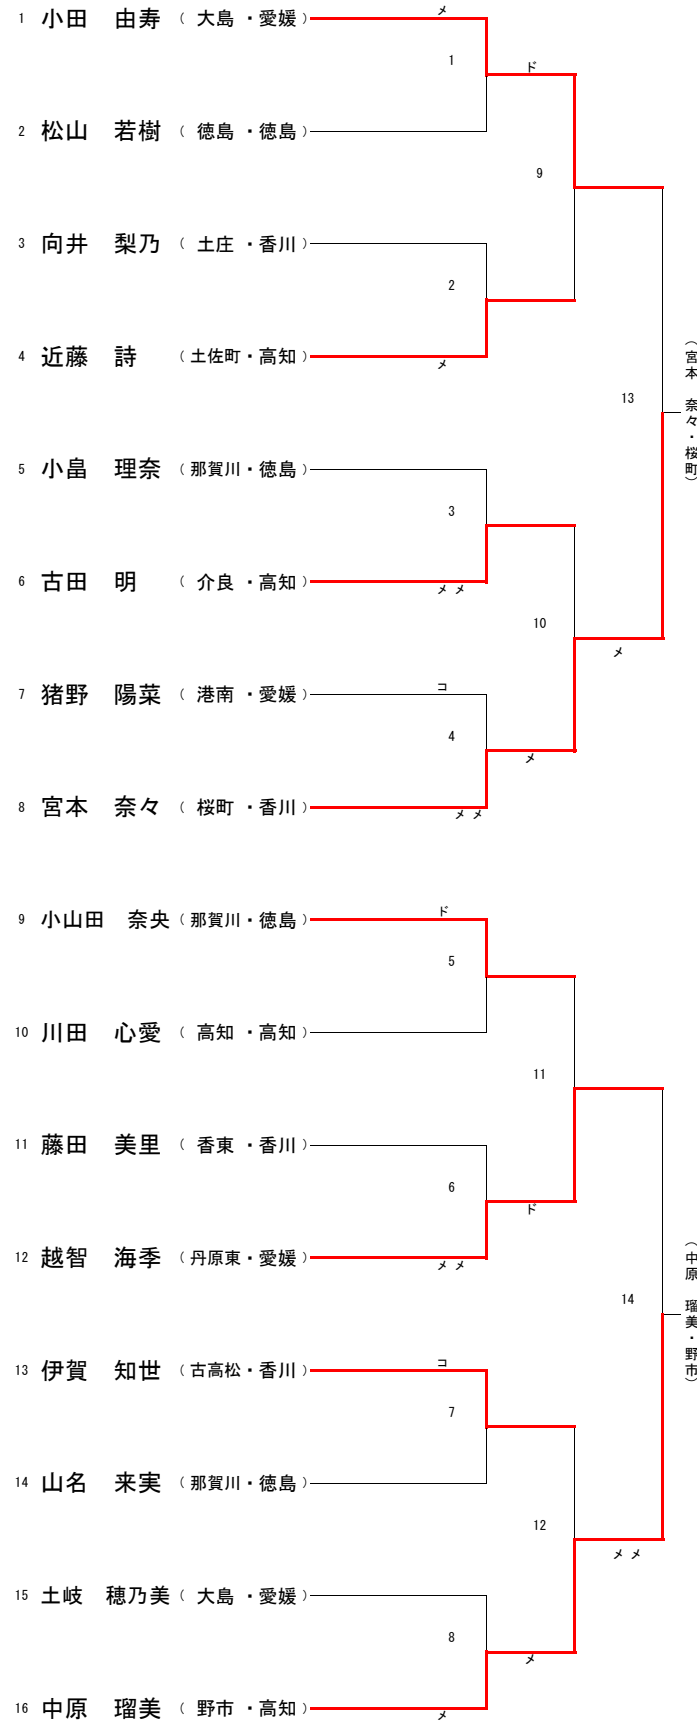 メ
1 小田　由寿 （ 大島 ・愛媛 ）
1
ド
2 松山　若樹 （ 徳島 ・徳島 ）
9
3 向井　梨乃 （ 土庄 ・香川 ）
2
4 近藤　詩 （ 土佐町・高知 ）
メ
13
（宮本　奈々・桜町）
5 小畠　理奈 （ 那賀川・徳島 ）
3
6 古田　明 （ 介良 ・高知 ）
メ メ
10
メ
7 猪野　陽菜 （ 港南 ・愛媛 ）
コ
4
メ
8 宮本　奈々 （ 桜町 ・香川 ）
メ メ
9 小山田　奈央 （ 那賀川・徳島 ）
ド
5
10 川田　心愛 （ 高知 ・高知 ）
11
11 藤田　美里 （ 香東 ・香川 ）
6
ド
12 越智　海季 （ 丹原東・愛媛 ）
メ メ
14
（中原　瑠美・野市）
13 伊賀　知世 （ 古高松・香川 ）
コ
7
14 山名　来実 （ 那賀川・徳島 ）
12
メ メ
15 土岐　穂乃美 （ 大島 ・愛媛 ）
8
メ
16 中原　瑠美 （ 野市 ・高知 ）
メ